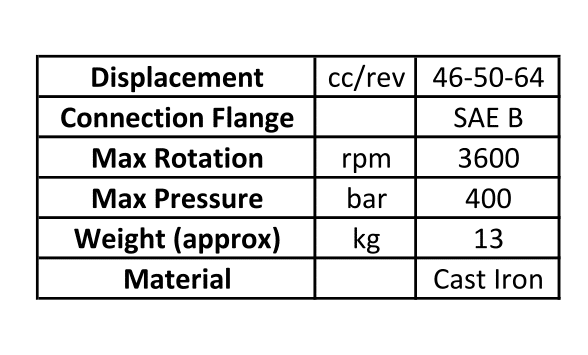 Displacement cc/rev 46-50-64
Connection Flange SAE B
Max Rotation rpm 3600
Max Pressure bar 400
Weight (approx) kg 13
Material Cast Iron